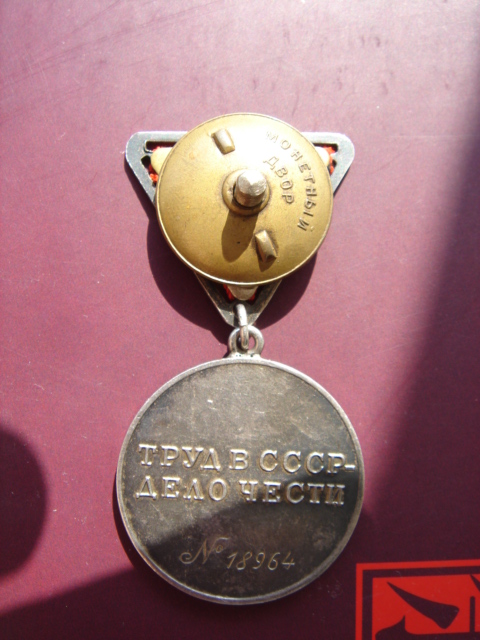 МОНЕТНЫЙ
ДВОР
ТРУД В СССР-
ДЕЛО ЧЕСТИ
№ 18964